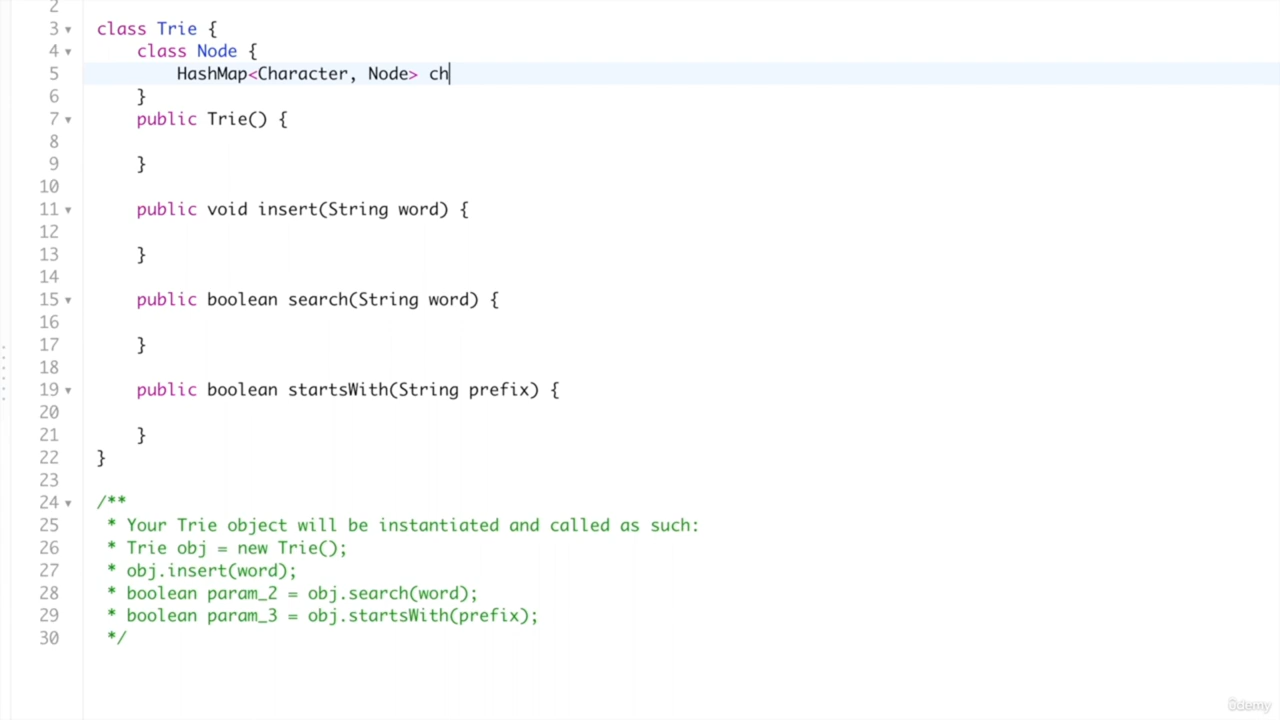 2
3 class Trie {
4 class Node {
5 HashMap<Character, Node> ch
6 }
7 public Trie() {
8
9 }
10
11 public void insert(String word) {
12
13 }
14
15 public boolean search(String word) {
16
17 }
18
19 public boolean startsWith(String prefix) {
20
21 }
22 }
23
24 /**
25 * Your Trie object will be instantiated and called as such:
26 * Trie obj = new Trie();
27 * obj.insert(word);
28 * boolean param_2 = obj.search(word);
29 * boolean param_3 = obj.startsWith(prefix);
30 */
ûdemy